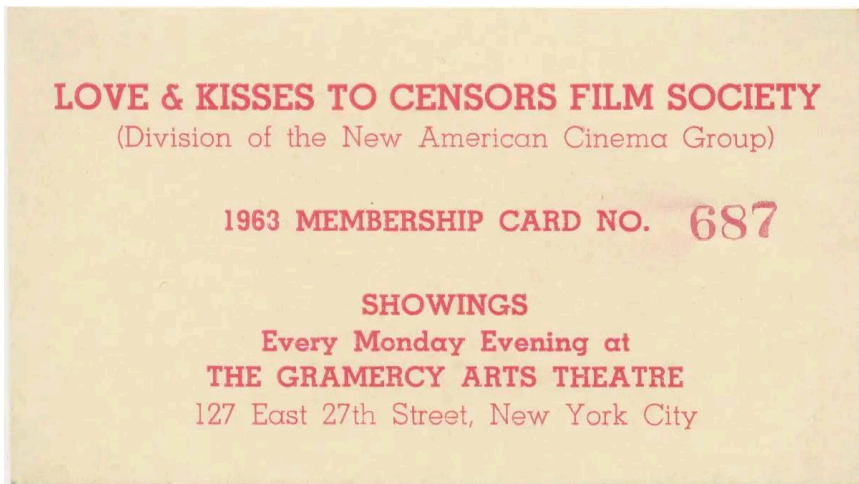 LOVE & KISSES TO CENSORS FILM SOCIETY
(Division of the New American Cinema Group)
1963 MEMBERSHIP CARD NO. 687
SHOWINGS
Every Monday Evening at
THE GRAMERCY ARTS THEATRE
127 East 27th Street, New York City